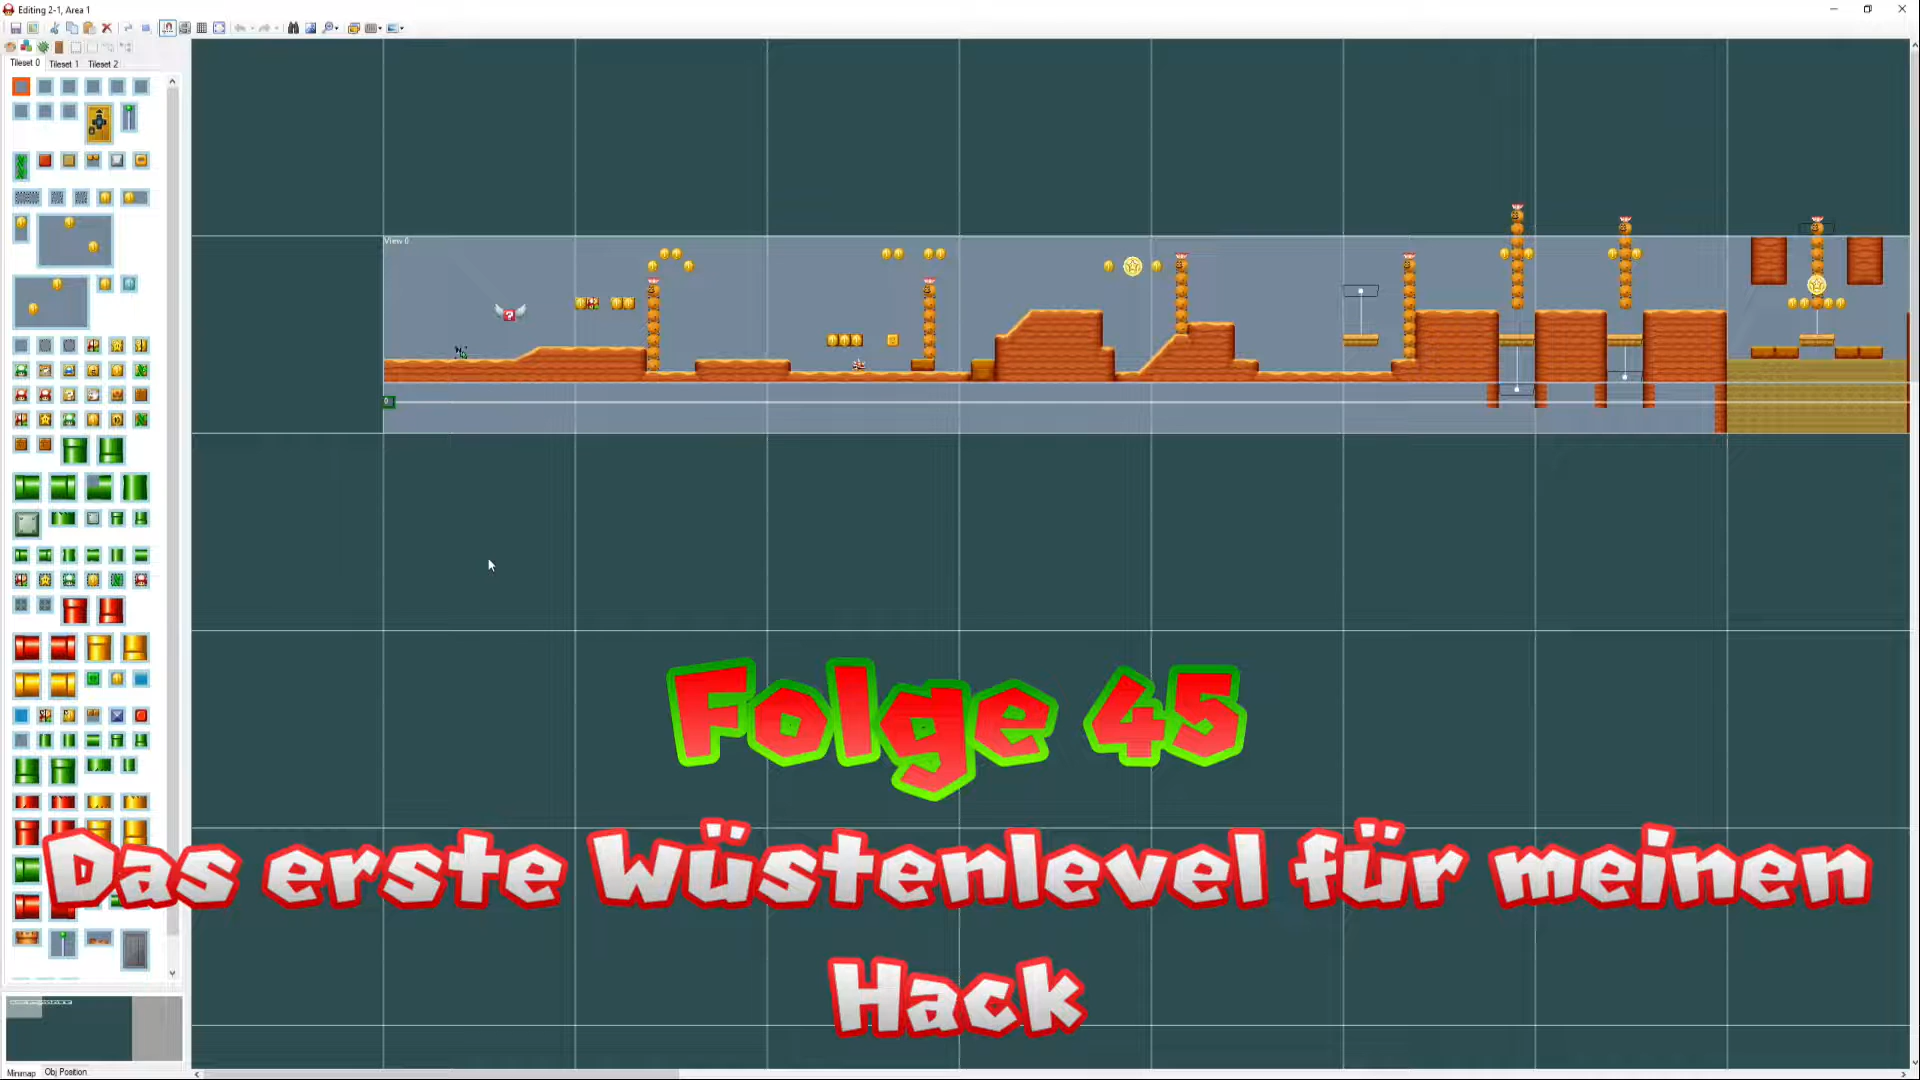 Editing 2-1, Area 1
Tileset 0 Tileset 1 Tileset 2
View 0
0
Folge 45
Das erste Wüstenlevel für meinen
Hack
Minimap Obj Position